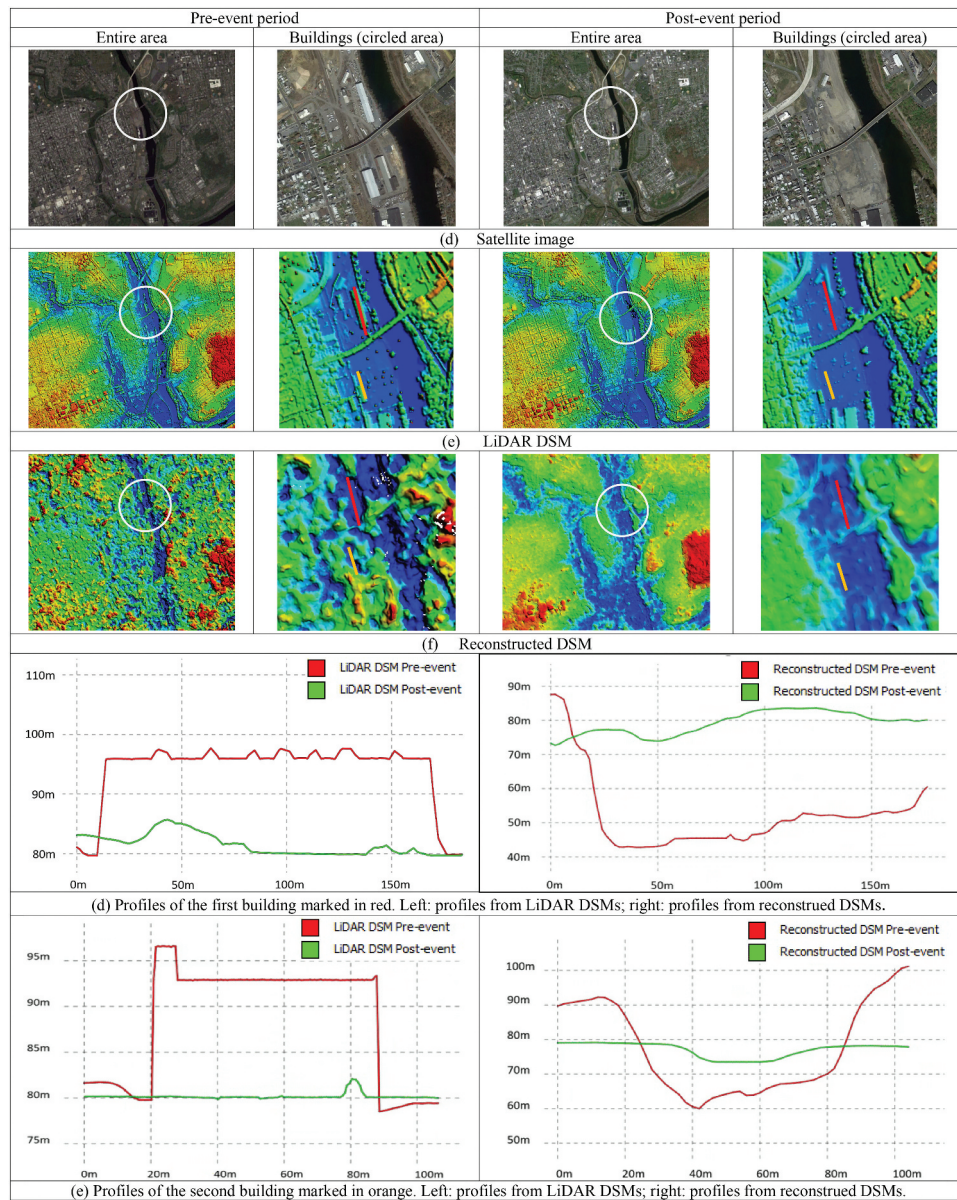 Pre-event period
Post-event period
Entire area
Buildings (circled area)
Entire area
Buildings (circled area)
(d) Satellite image
(e) LiDAR DSM
(f) Reconstructed DSM
LiDAR DSM Pre-event
LiDAR DSM Post-event
110m
100m
90m
80m
0m 50m 100m 150m
Reconstructed DSM Pre-event
Reconstructed DSM Post-event
90m
80m
70m
60m
50m
40m
0m 50m 100m 150m
(d) Profiles of the first building marked in red. Left: profiles from LiDAR DSMs; right: profiles from reconstrued DSMs.
LiDAR DSM Pre-event
LiDAR DSM Post-event
95m
90m
85m
80m
75m
0m 20m 40m 60m 80m 100m
Reconstructed DSM Pre-event
Reconstructed DSM Post-event
100m
90m
80m
70m
60m
50m
0m 20m 40m 60m 80m 100m
(e) Profiles of the second building marked in orange. Left: profiles from LiDAR DSMs; right: profiles from reconstrued DSMs.